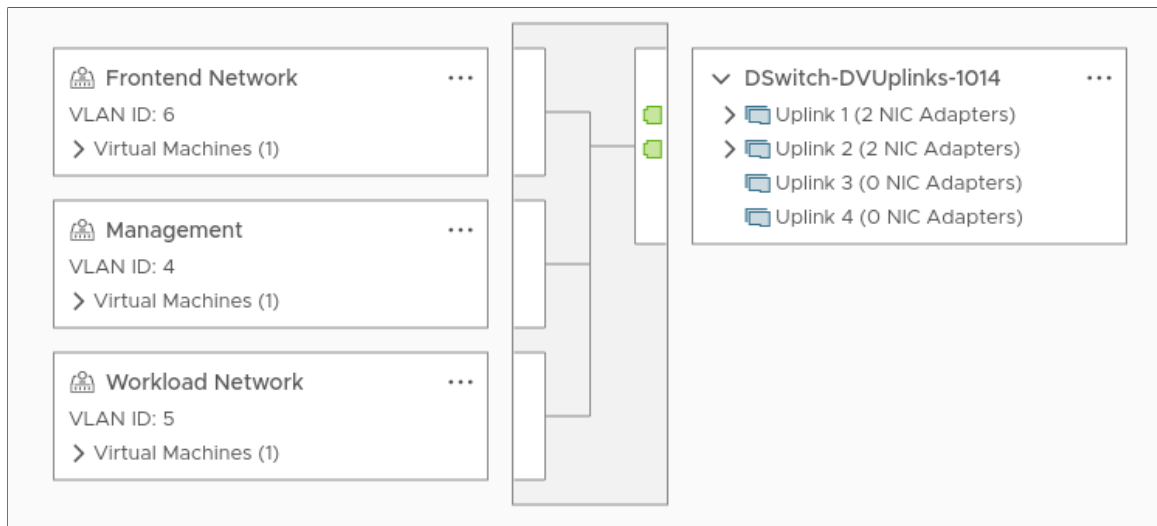 Frontend Network
VLAN ID: 6
Virtual Machines (1)
Management
VLAN ID: 4
Virtual Machines (1)
Workload Network
VLAN ID: 5
Virtual Machines (1)
DSwitch-DVUplinks-1014
Uplink 1 (2 NIC Adapters)
Uplink 2 (2 NIC Adapters)
Uplink 3 (0 NIC Adapters)
Uplink 4 (0 NIC Adapters)